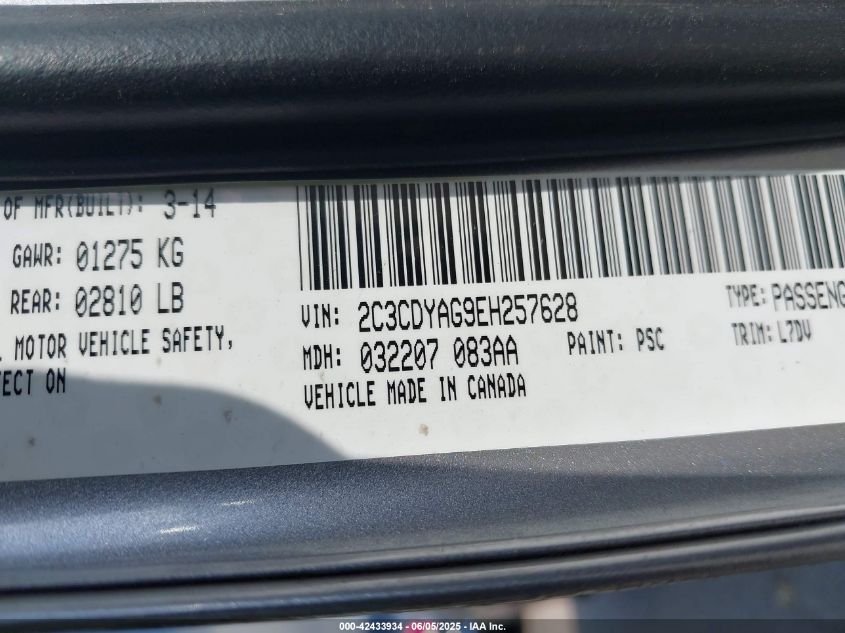 OF MFR(BUILT): 3-14
GAWR: 01275 KG
REAR: 02810 LB
MOTOR VEHICLE SAFETY,
ON
VIN: 2C3CDYAG9EH257628
MDH: 032207 083AA
VEHICLE MADE IN CANADA
PAINT: PSC
TYPE: PASSENG
TRIM: L7DV
000-42433934 - 06/05/2025 - IAA Inc.